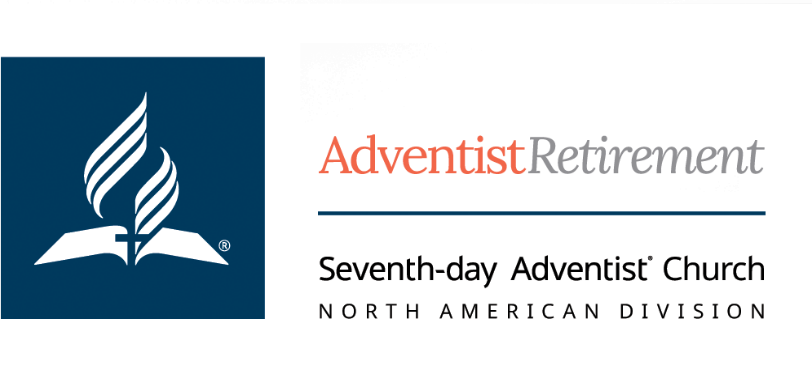 AdventistRetirement
®
Seventh-day Adventist® Church
NORTH AMERICAN DIVISION